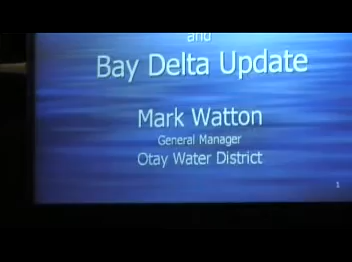 and
Bay Delta Update
Mark Watton
General Manager
Otay Water District
1